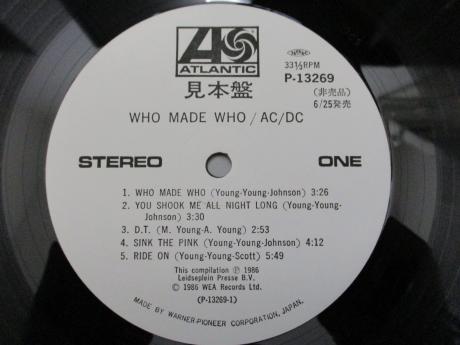 ATLANTIC
33⅓RPM
P-13269
見本盤
(非売品)
6/25発売
WHO MADE WHO / AC/DC
STEREO ONE
1. WHO MADE WHO (Young-Young-Johnson) 3:26
2. YOU SHOOK ME ALL NIGHT LONG (Young-Young-
Johnson) 3:30
3. D.T. (M. Young-A. Young) 2:53
4. SINK THE PINK (Young-Young-Johnson) 4:12
5. RIDE ON (Young-Young-Scott) 5:49
This compilation ℗ 1986
Leidseplein Presse B.V.
© 1986 WEA Records Ltd.
(P-13269-1)
MADE BY WARNER-PIONEER CORPORATION, JAPAN.